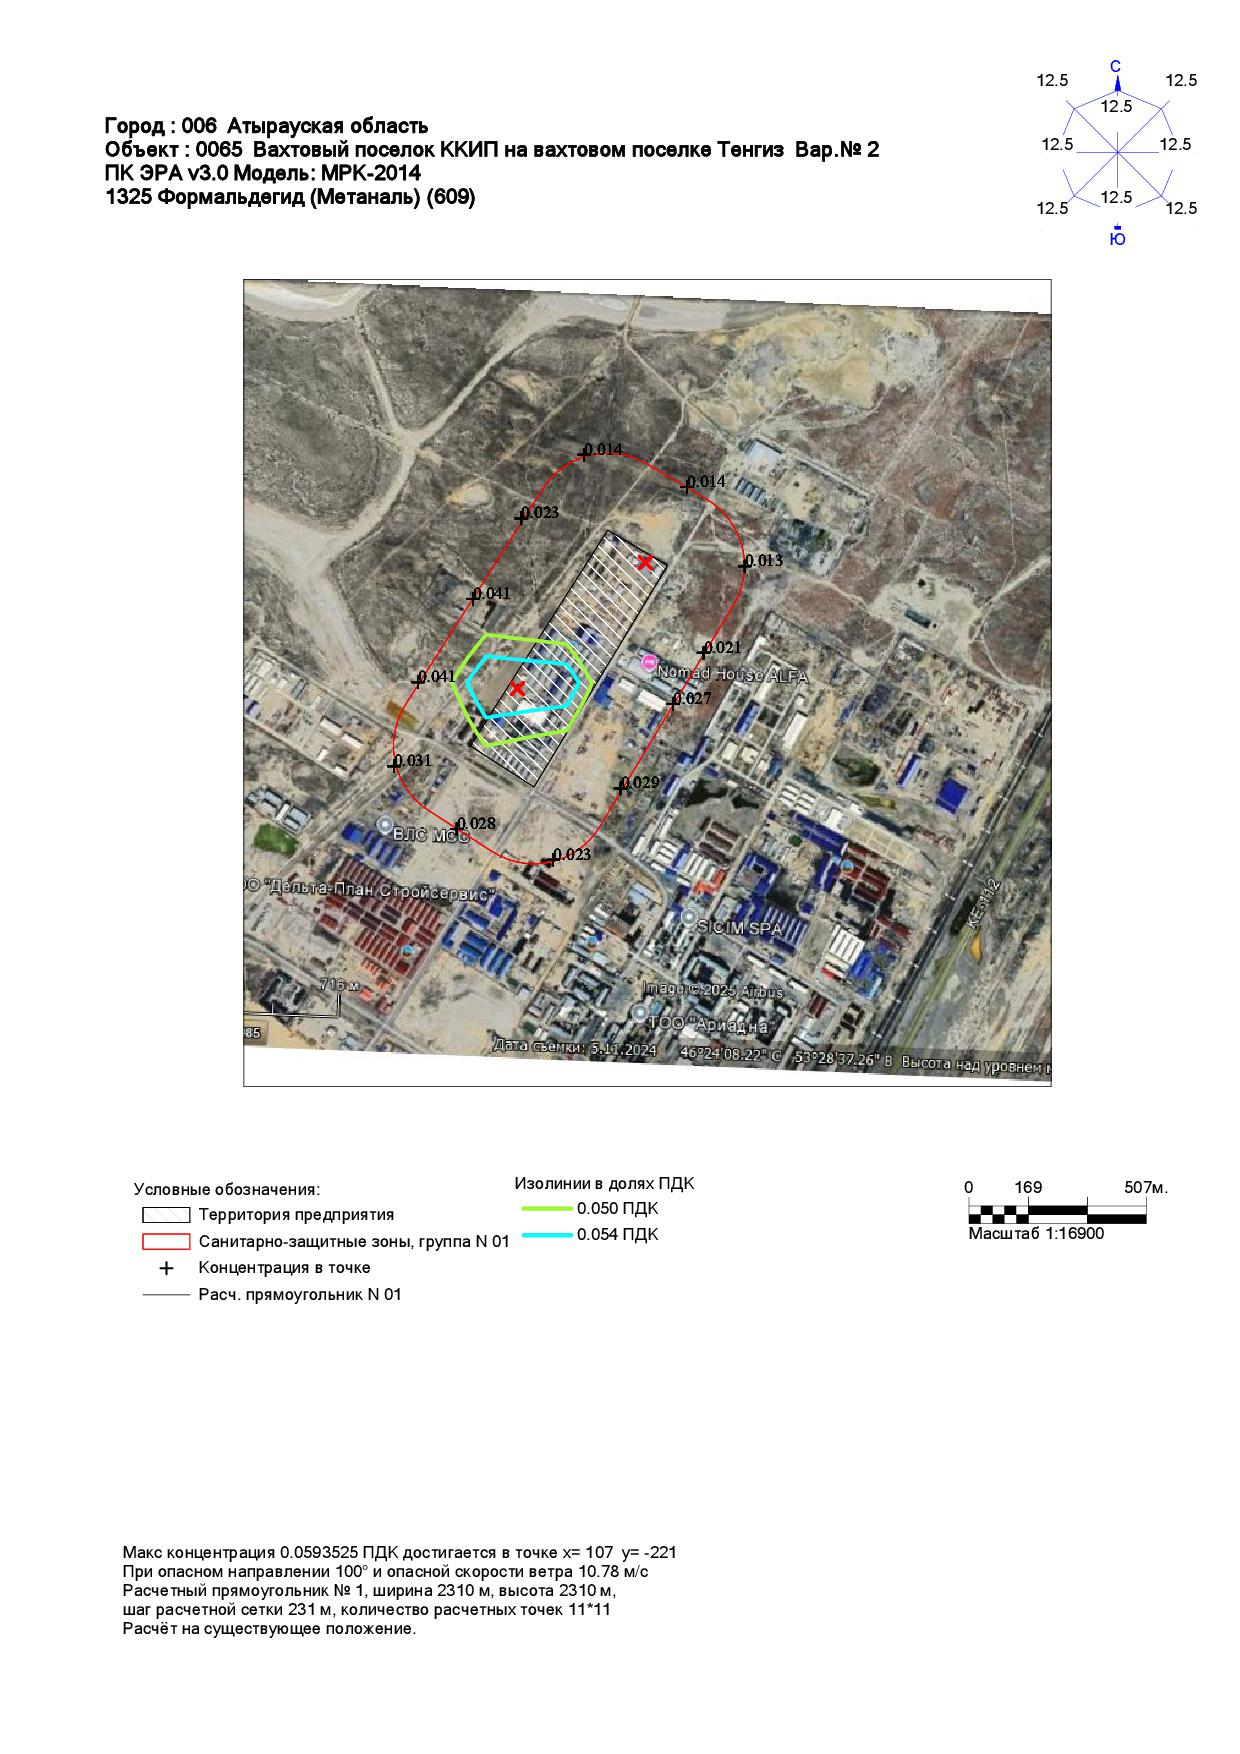 Город : 006 Атырауская область
Объект : 0065 Вахтовый поселок ККИП на вахтовом поселке Тенгиз Вар.№ 2
ПК ЭРА v3.0 Модель: МРК-2014
1325 Формальдегид (Метаналь) (609)
С
12.5 12.5
12.5
12.5 12.5
12.5
12.5 12.5
Ю
0.014
0.014
0.023
0.013
0.041
0.021
Nomad House ALFA
0.041
0.027
0.031
0.029
0.028
ВЛС МСС
0.023
ОО "Дельта-План Стройсервис"
КЕ-112
SICIM SPA
716 м
Image © 2025 Airbus
ТОО "Ариадна"
85
Дата съемки: 5.11.2024 46°24'08.22" С 53°28'37.26" В Высота над уровнем м
Условные обозначения:
Территория предприятия
Санитарно-защитные зоны, группа N 01
Концентрация в точке
Расч. прямоугольник N 01
Изолинии в долях ПДК
0.050 ПДК
0.054 ПДК
0 169 507м.
Масштаб 1:16900
Макс концентрация 0.0593525 ПДК достигается в точке x= 107 y= -221
При опасном направлении 100° и опасной скорости ветра 10.78 м/с
Расчетный прямоугольник № 1, ширина 2310 м, высота 2310 м,
шаг расчетной сетки 231 м, количество расчетных точек 11*11
Расчёт на существующее положение.